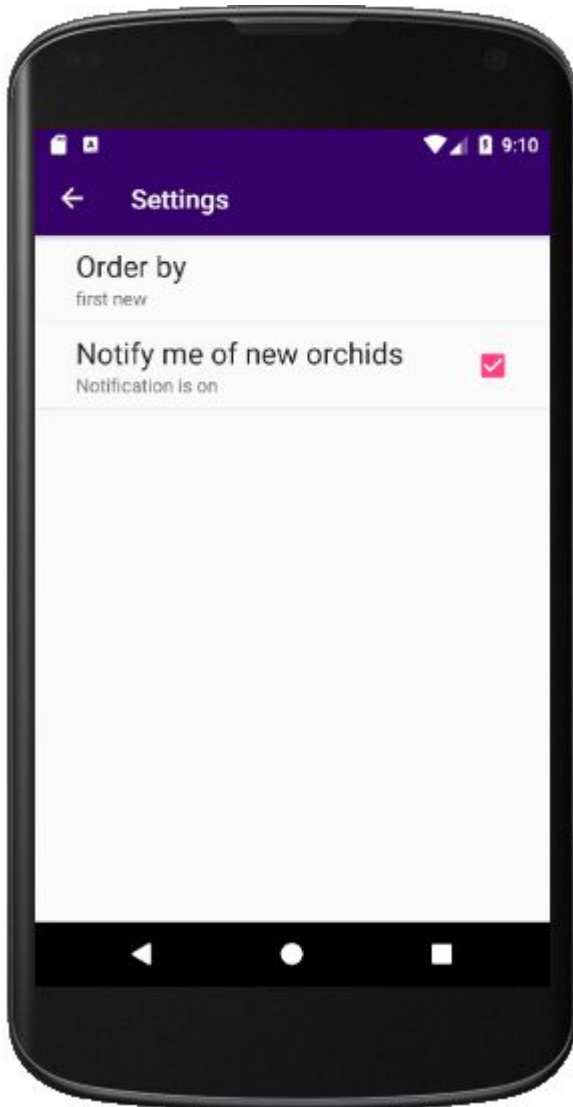 9:10
Settings
Order by
first new
Notify me of new orchids
Notification is on